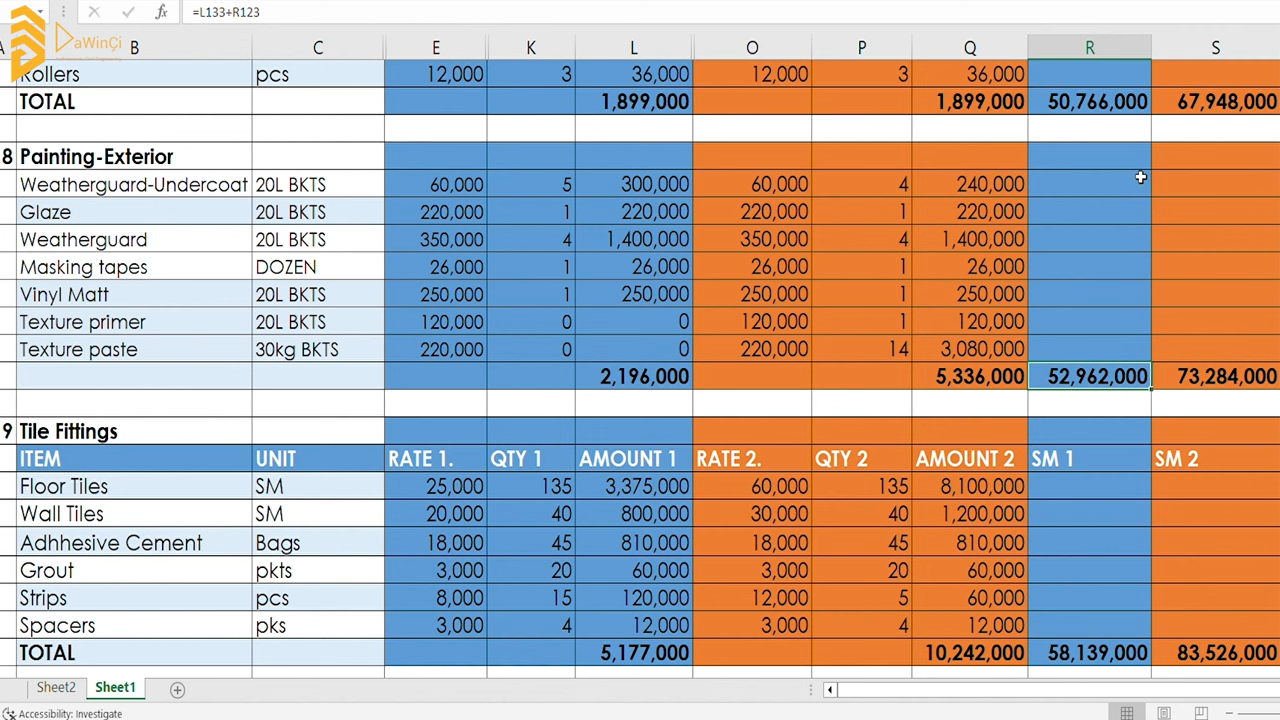 =L133+R123
DaWinÇi
A B C E K L O P Q R S
Rollers pcs 12,000 3 36,000 12,000 3 36,000
TOTAL 1,899,000 1,899,000 50,766,000 67,948,000
8 Painting-Exterior
Weatherguard-Undercoat 20L BKTS 60,000 5 300,000 60,000 4 240,000
Glaze 20L BKTS 220,000 1 220,000 220,000 1 220,000
Weatherguard 20L BKTS 350,000 4 1,400,000 350,000 4 1,400,000
Masking tapes DOZEN 26,000 1 26,000 26,000 1 26,000
Vinyl Matt 20L BKTS 250,000 1 250,000 250,000 1 250,000
Texture primer 20L BKTS 120,000 0 0 120,000 1 120,000
Texture paste 30kg BKTS 220,000 0 0 220,000 14 3,080,000
2,196,000 5,336,000 52,962,000 73,284,000
9 Tile Fittings
ITEM UNIT RATE 1. QTY 1 AMOUNT 1 RATE 2. QTY 2 AMOUNT 2 SM 1 SM 2
Floor Tiles SM 25,000 135 3,375,000 60,000 135 8,100,000
Wall Tiles SM 20,000 40 800,000 30,000 40 1,200,000
Adhhesive Cement Bags 18,000 45 810,000 18,000 45 810,000
Grout pkts 3,000 20 60,000 3,000 20 60,000
Strips pcs 8,000 15 120,000 12,000 5 60,000
Spacers pks 3,000 4 12,000 3,000 4 12,000
TOTAL 5,177,000 10,242,000 58,139,000 83,526,000
Sheet2 Sheet1
Accessibility: Investigate